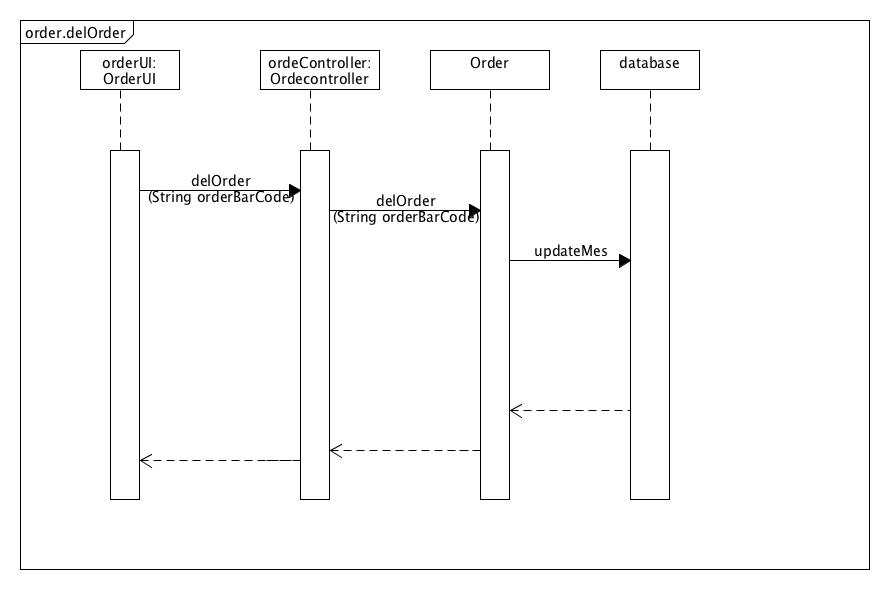 order.delOrder
orderUI:
OrderUI
ordeController:
Ordecontroller
Order
database
delOrder
(String orderBarCode)
delOrder
(String orderBarCode)
updateMes